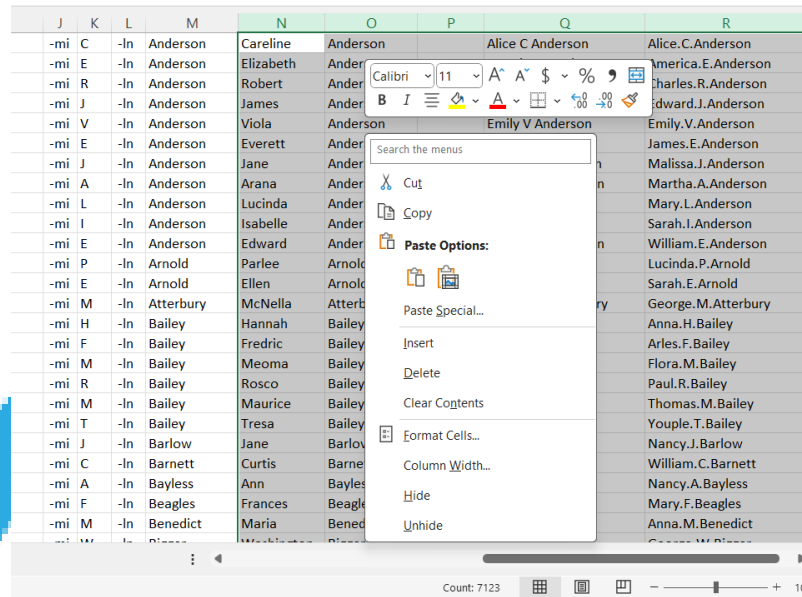 J K L M N O P Q R
-mi C -ln Anderson Careline Anderson Alice C Anderson Alice.C.Anderson
-mi E -ln Anderson Elizabeth America.E.Anderson
-mi R -ln Anderson Robert Charles.R.Anderson
-mi J -ln Anderson James Edward.J.Anderson
-mi V -ln Anderson Viola Anderson Emily V Anderson Emily.V.Anderson
-mi E -ln Anderson Everett James.E.Anderson
-mi J -ln Anderson Jane Malissa.J.Anderson
-mi A -ln Anderson Arana Martha.A.Anderson
-mi L -ln Anderson Lucinda Mary.L.Anderson
-mi I -ln Anderson Isabelle Sarah.I.Anderson
-mi E -ln Anderson Edward William.E.Anderson
-mi P -ln Arnold Parlee Lucinda.P.Arnold
-mi E -ln Arnold Ellen Sarah.E.Arnold
-mi M -ln Atterbury McNella George.M.Atterbury
-mi H -ln Bailey Hannah Bailey Anna.H.Bailey
-mi F -ln Bailey Fredric Bailey Arles.F.Bailey
-mi M -ln Bailey Meoma Bailey Flora.M.Bailey
-mi R -ln Bailey Rosco Bailey Paul.R.Bailey
-mi M -ln Bailey Maurice Bailey Thomas.M.Bailey
-mi T -ln Bailey Tresa Bailey Youple.T.Bailey
-mi J -ln Barlow Jane Nancy.J.Barlow
-mi C -ln Barnett Curtis William.C.Barnett
-mi A -ln Bayless Ann Nancy.A.Bayless
-mi F -ln Beagles Frances Mary.F.Beagles
-mi M -ln Benedict Maria Anna.M.Benedict
Calibri 11 A A $ % 9
B I A
Search the menus
Cut
Copy
Paste Options:
Paste Special...
Insert
Delete
Clear Contents
Format Cells...
Column Width...
Hide
Unhide
Count: 7123